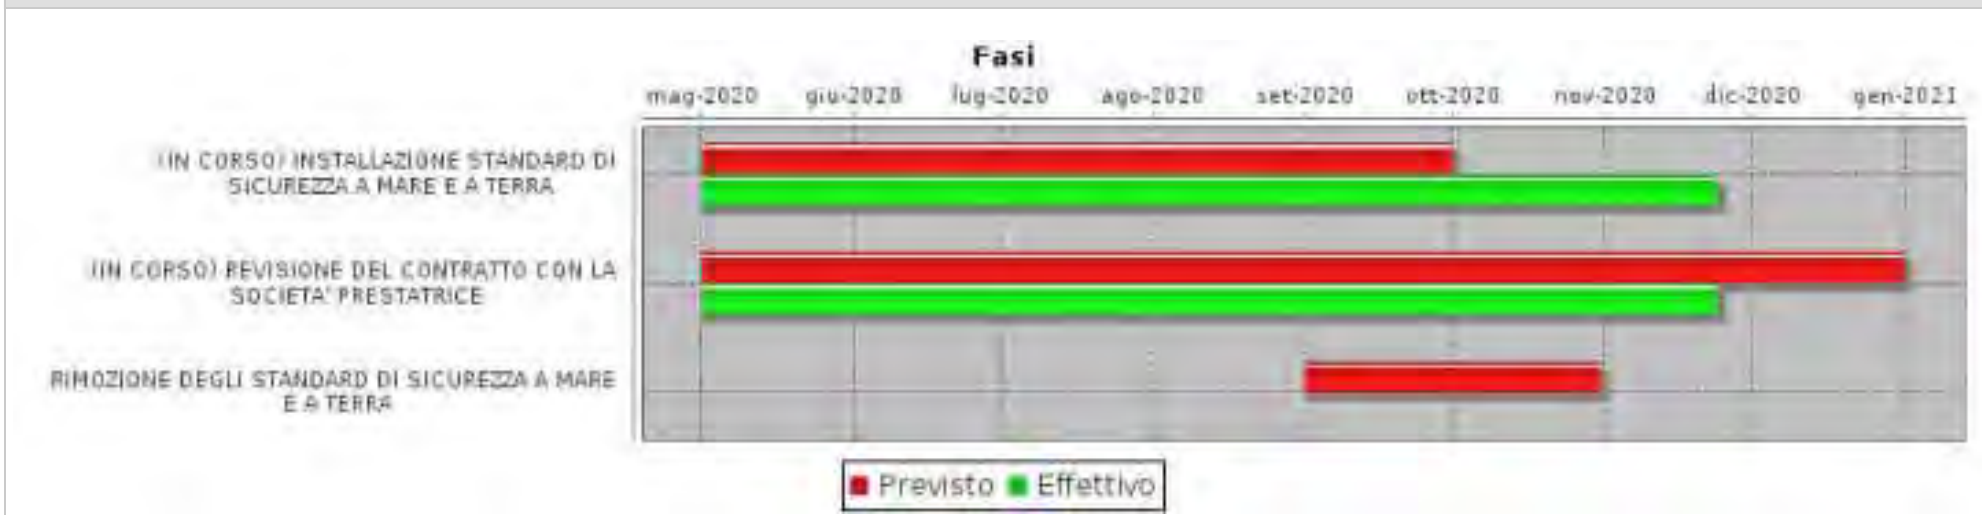 Fasi
mag-2020 giu-2020 lug-2020 ago-2020 set-2020 ott-2020 nov-2020 dic-2020 gen-2021
(IN CORSO) INSTALLAZIONE STANDARD DI
SICUREZZA A MARE E A TERRA
(IN CORSO) REVISIONE DEL CONTRATTO CON LA
SOCIETA' PRESTATRICE
RIMOZIONE DEGLI STANDARD DI SICUREZZA A MARE
E A TERRA
Previsto Effettivo